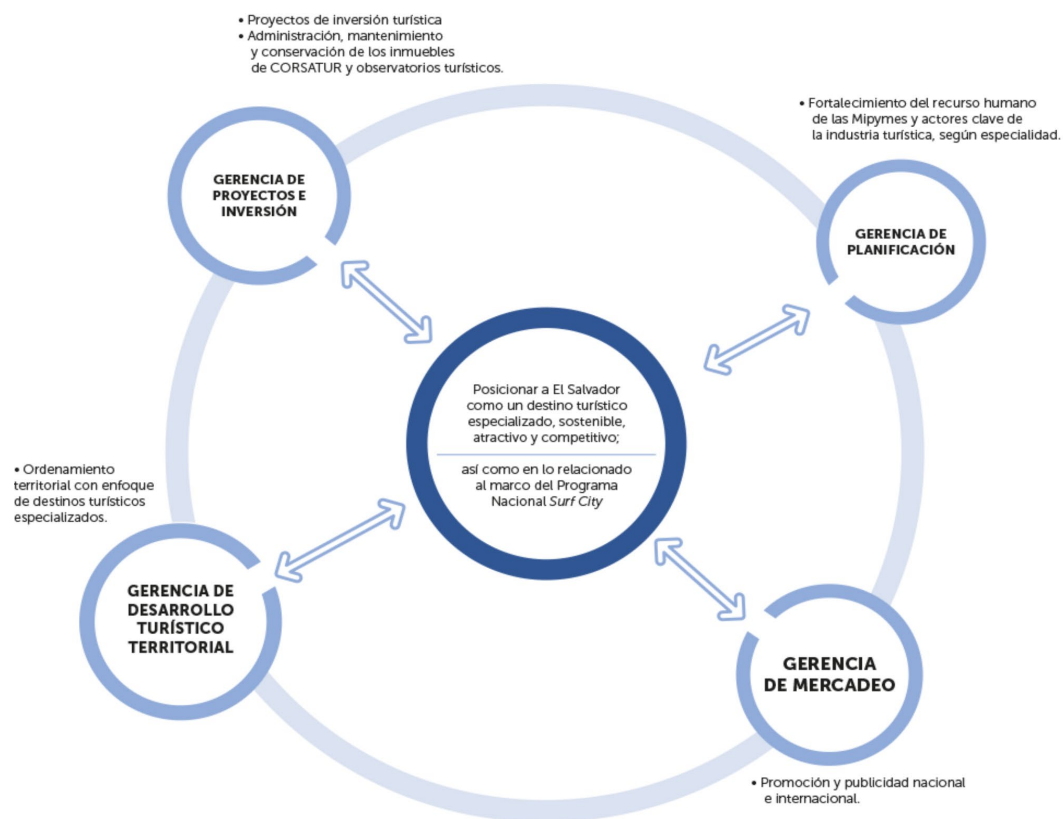 • Proyectos de inversión turística
• Administración, mantenimiento
y conservación de los inmuebles
de CORSATUR y observatorios turísticos.
GERENCIA DE
PROYECTOS E
INVERSIÓN
• Fortalecimiento del recurso humano
de las Mipymes y actores clave de
la industria turística, según especialidad.
GERENCIA DE
PLANIFICACIÓN
Posicionar a El Salvador
como un destino turístico
especializado, sostenible,
atractivo y competitivo;
así como en lo relacionado
al marco del Programa
Nacional Surf City
• Ordenamiento
territorial con enfoque
de destinos turísticos
especializados.
GERENCIA DE
DESARROLLO
TURÍSTICO
TERRITORIAL
GERENCIA
DE MERCADEO
• Promoción y publicidad nacional
e internacional.